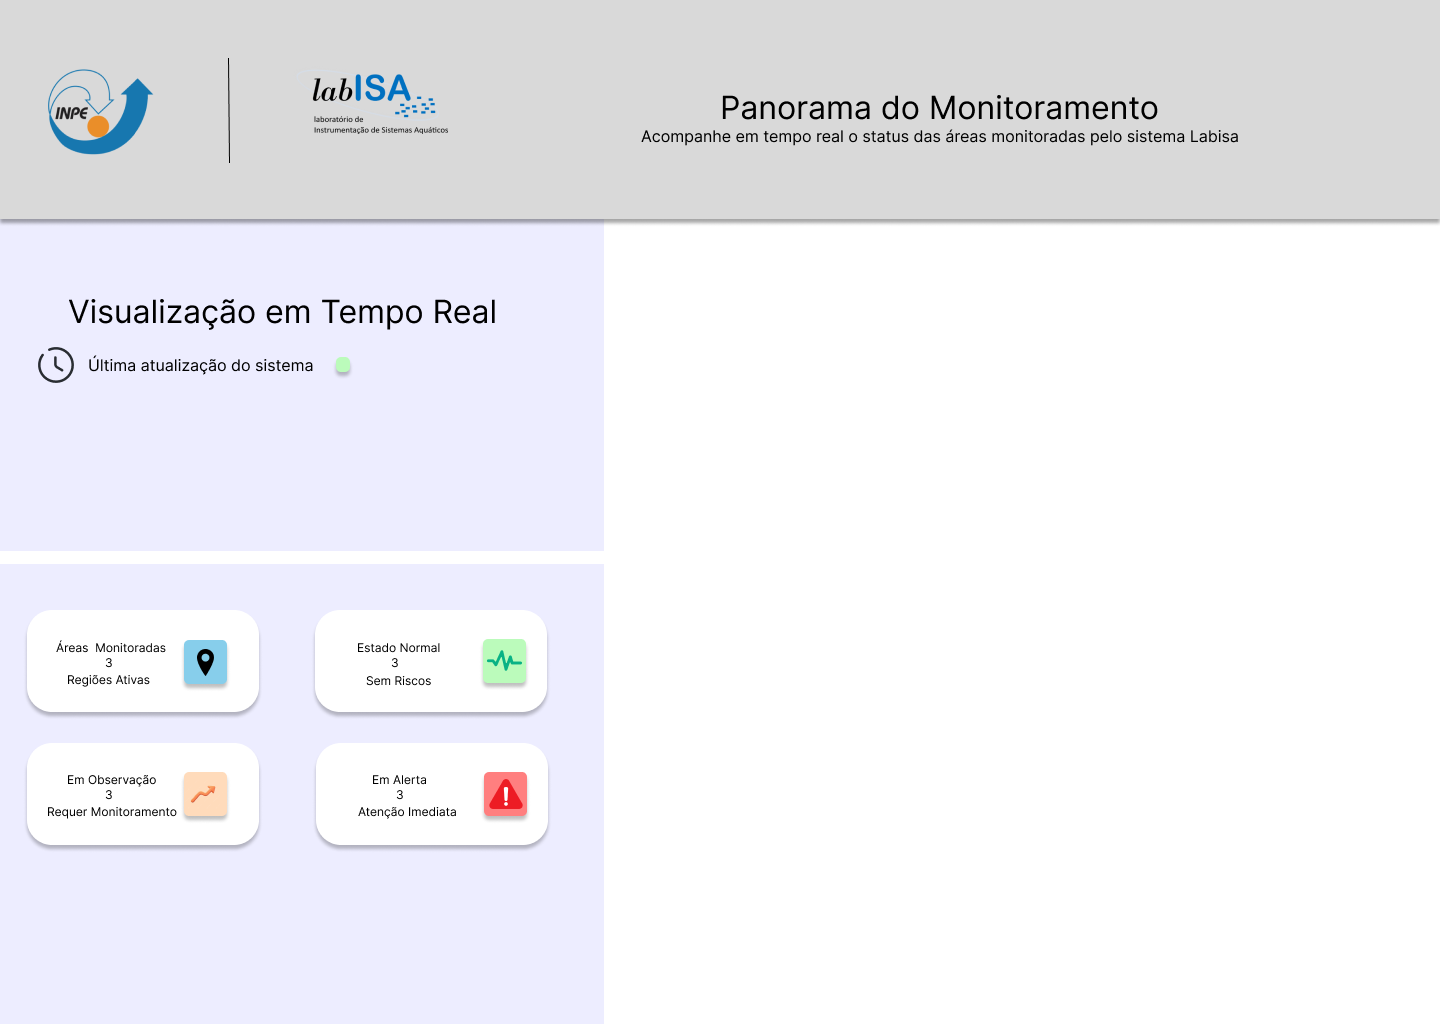 INPE
labISA
laboratório de
Instrumentação de Sistemas Aquáticos
Panorama do Monitoramento
Acompanhe em tempo real o status das áreas monitoradas pelo sistema Labisa
Visualização em Tempo Real
Última atualização do sistema
Áreas  Monitoradas
3
Regiões Ativas
Estado Normal
3
Sem Riscos
Em Observação
3
Requer Monitoramento
Em Alerta
3
Atenção Imediata